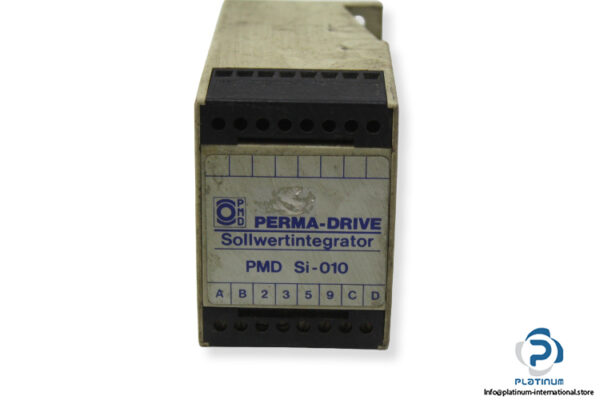 PMD
PERMA-DRIVE
Sollwertintegrator
PMD Si-010
A B 2 3 5 9 C D
PLATINUM
Info@platinum-international.store